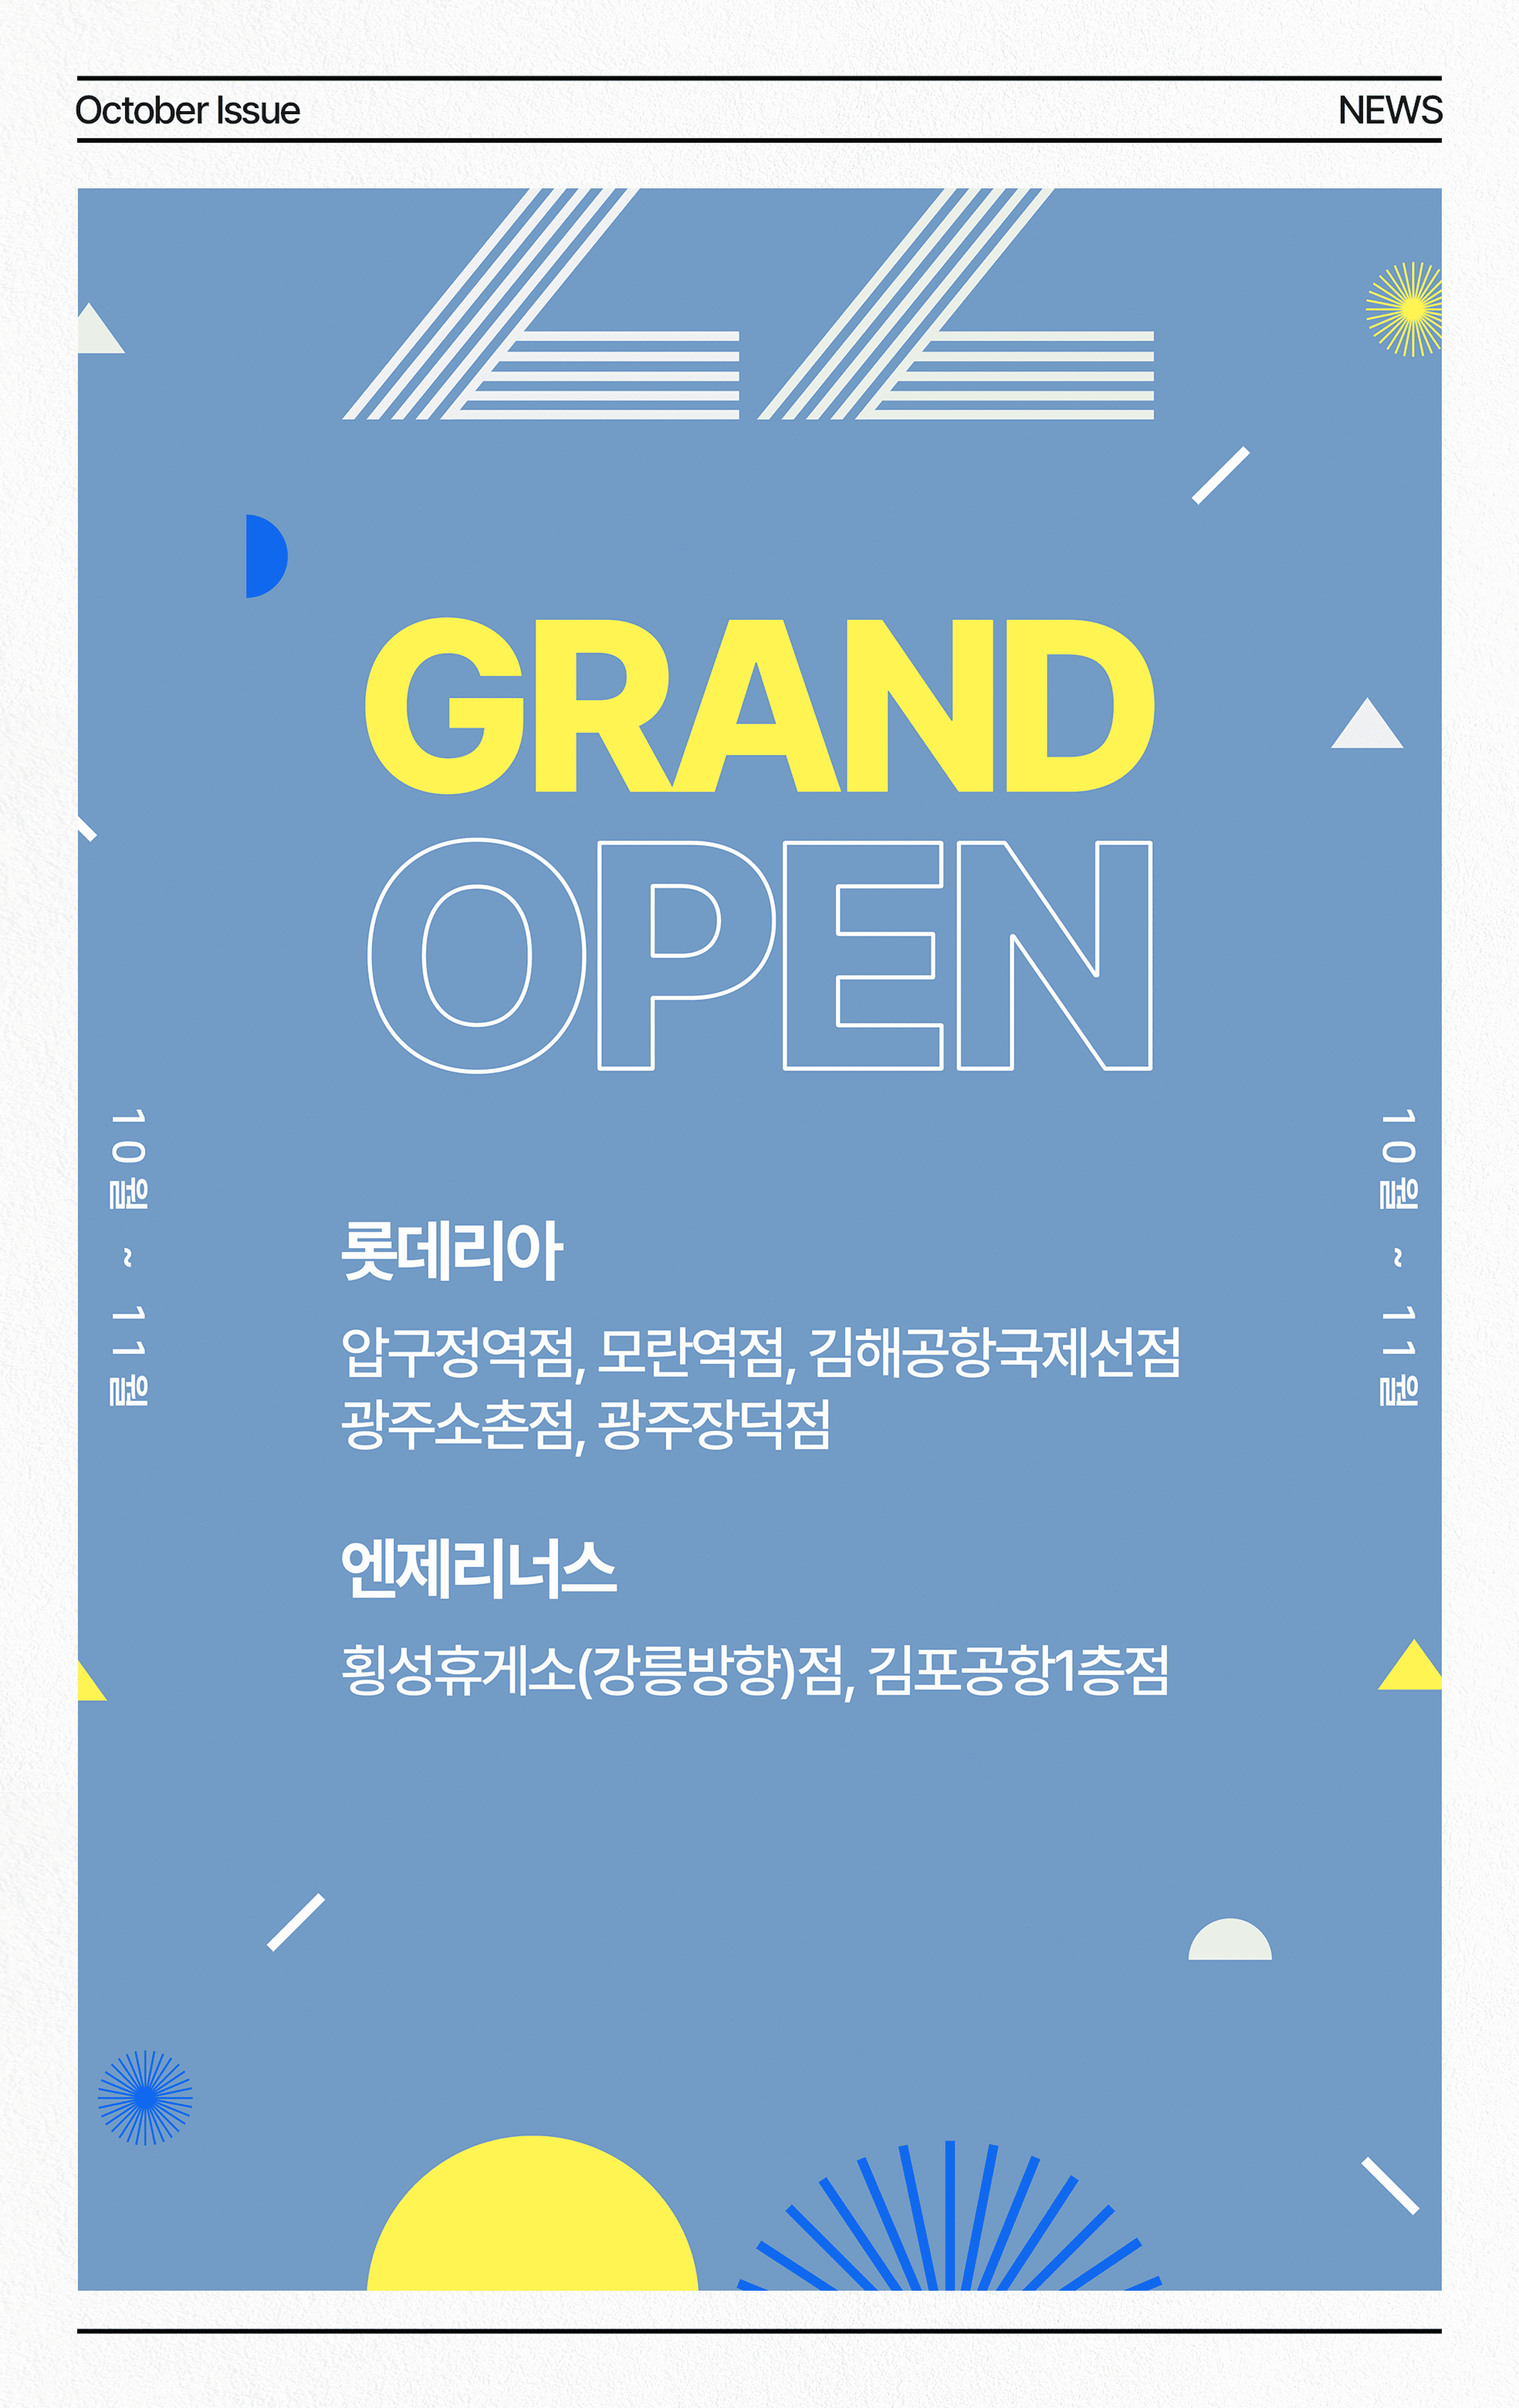 October Issue
NEWS
22
GRAND
OPEN
10월 ~ 11월
10월 ~ 11월
롯데리아
압구정역점, 모란역점, 김해공항국제선점
광주소촌점, 광주장덕점
엔제리너스
횡성휴게소(강릉방향)점, 김포공항1층점